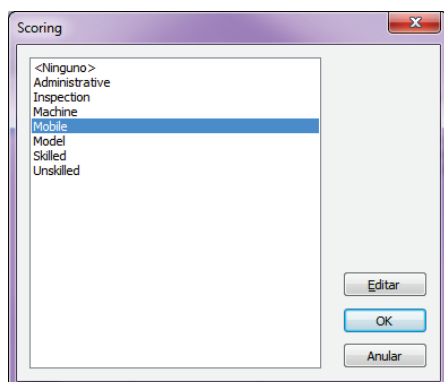 Scoring
<Ninguno>
Administrative
Inspection
Machine
Mobile
Model
Skilled
Unskilled
Editar
OK
Anular